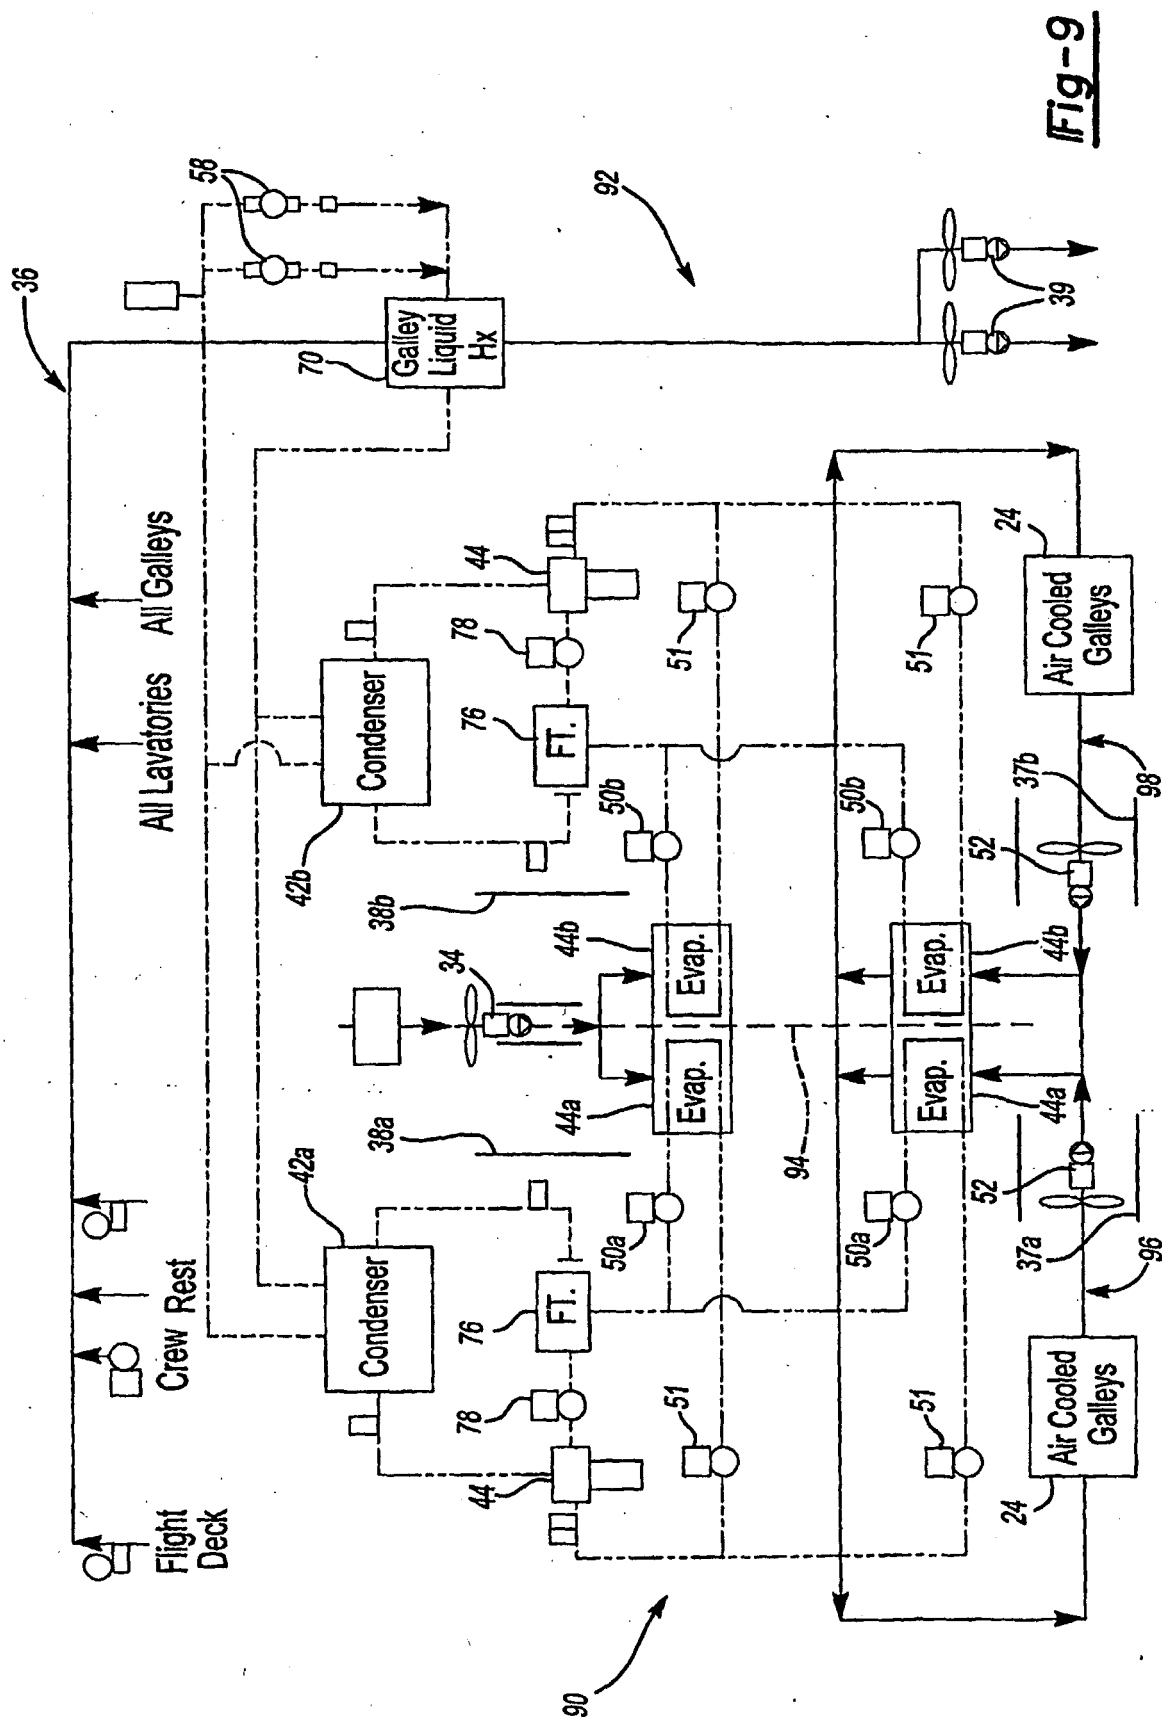 36
Flight
Deck
Crew Rest
All Lavatories
All Galleys
58
42a
42b
70
Condenser
38a
38b
Condenser
Galley
Liquid
Hx
44
78
76
34
76
78
44
FT.
FT.
90
50a
44a
44b
50b
92
51
Evap.
Evap.
51
94
50a
50b
51
Evap.
Evap.
51
24
52
52
24
44a
44b
37a
37b
39
Air Cooled
Galleys
Air Cooled
Galleys
96
98
Fig-9